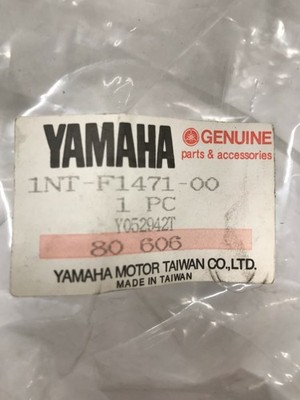 YAMAHA
GENUINE
parts & accessories
1NT-F1471-00
1 PC
Y052942T
80 606
YAMAHA MOTOR TAIWAN CO.,LTD.
MADE IN TAIWAN